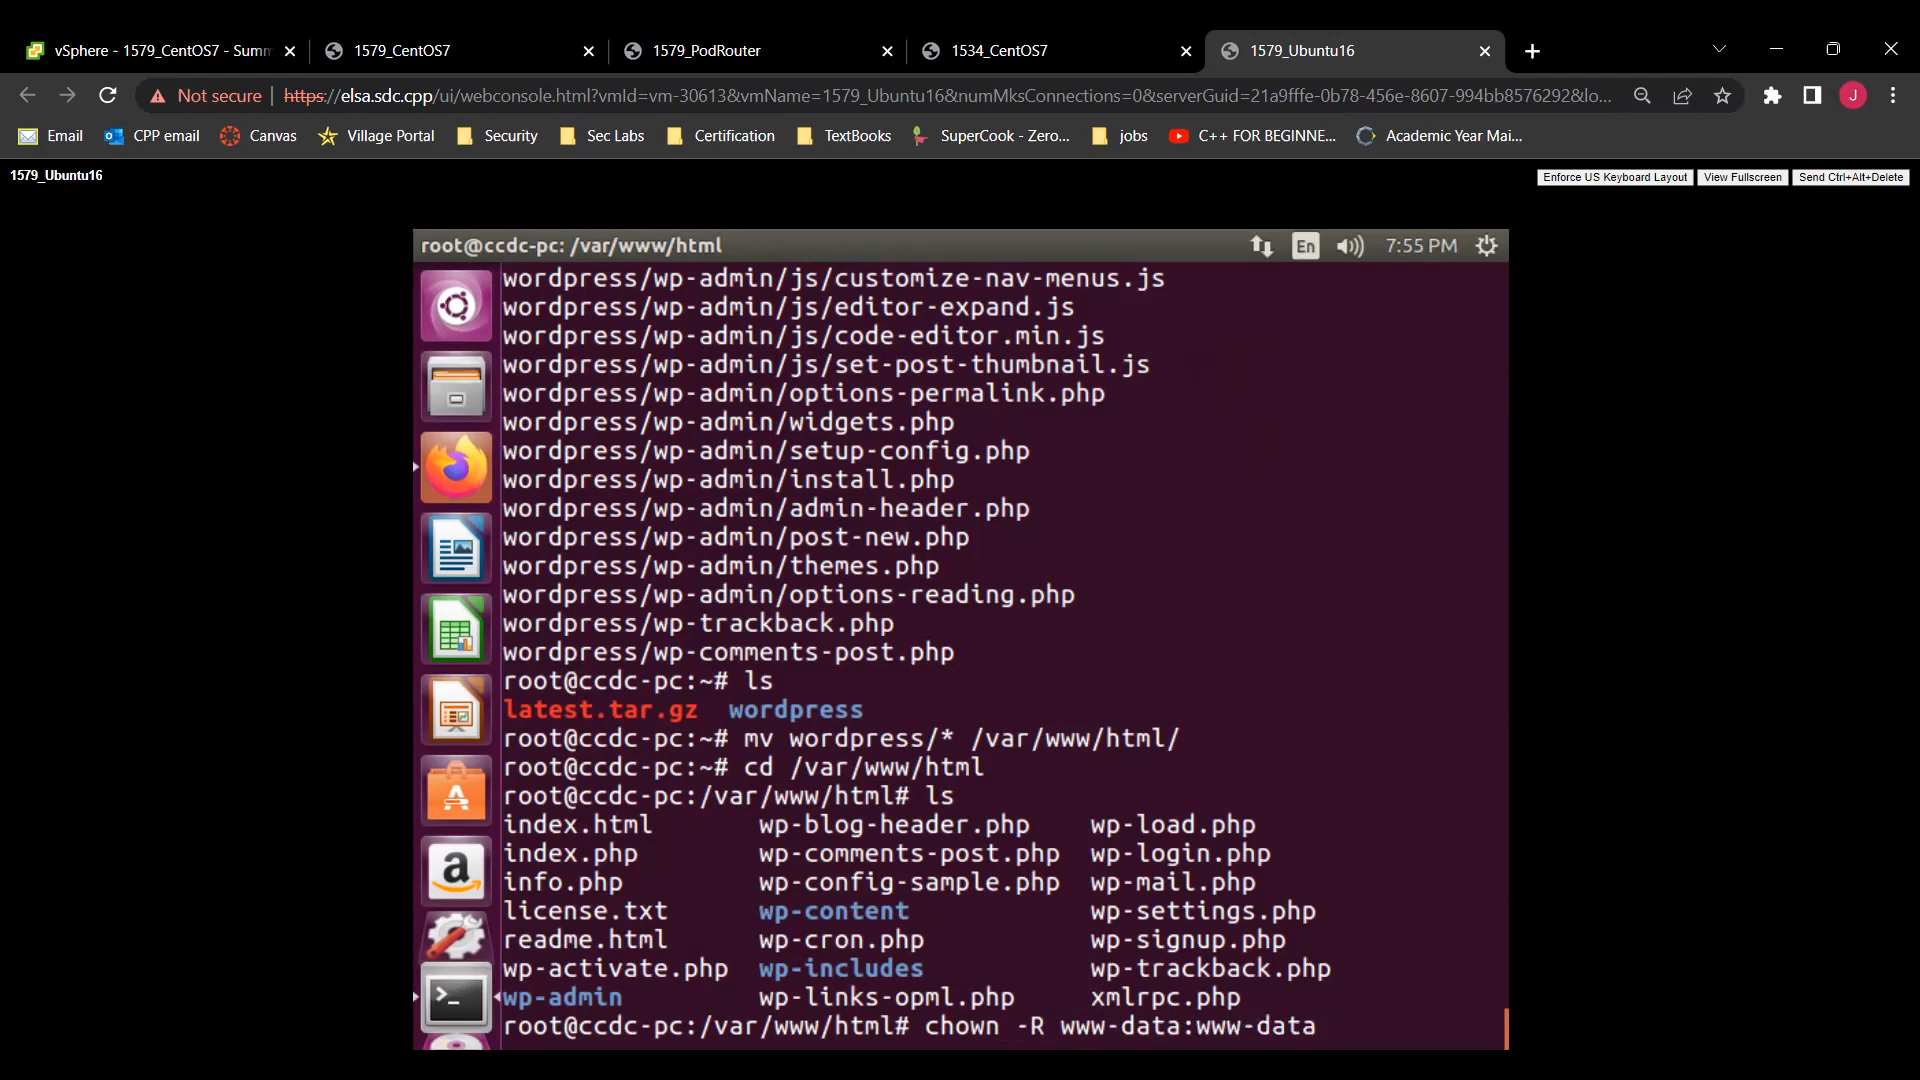 vSphere - 1579_CentOS7 - Summ
1579_CentOS7
1579_PodRouter
1534_CentOS7
1579_Ubuntu16
Not secure
https://elsa.sdc.cpp/ui/webconsole.html?vmId=vm-30613&vmName=1579_Ubuntu16&numMksConnections=0&serverGuid=21a9fffe-0b78-456e-8607-994bb8576292&lo...
J
Email
CPP email
Canvas
Village Portal
Security
Sec Labs
Certification
TextBooks
SuperCook - Zero...
jobs
C++ FOR BEGINNE...
Academic Year Mai...
1579_Ubuntu16
Enforce US Keyboard Layout
View Fullscreen
Send Ctrl+Alt+Delete
root@ccdc-pc: /var/www/html
En
7:55 PM
wordpress/wp-admin/js/customize-nav-menus.js
wordpress/wp-admin/js/editor-expand.js
wordpress/wp-admin/js/code-editor.min.js
wordpress/wp-admin/js/set-post-thumbnail.js
wordpress/wp-admin/options-permalink.php
wordpress/wp-admin/widgets.php
wordpress/wp-admin/setup-config.php
wordpress/wp-admin/install.php
wordpress/wp-admin/admin-header.php
wordpress/wp-admin/post-new.php
wordpress/wp-admin/themes.php
wordpress/wp-admin/options-reading.php
wordpress/wp-trackback.php
wordpress/wp-comments-post.php
root@ccdc-pc:~# ls
latest.tar.gz wordpress
root@ccdc-pc:~# mv wordpress/* /var/www/html/
root@ccdc-pc:~# cd /var/www/html
root@ccdc-pc:/var/www/html# ls
index.html wp-blog-header.php wp-load.php
index.php wp-comments-post.php wp-login.php
info.php wp-config-sample.php wp-mail.php
license.txt wp-content wp-settings.php
readme.html wp-cron.php wp-signup.php
wp-activate.php wp-includes wp-trackback.php
wp-admin wp-links-opml.php xmlrpc.php
root@ccdc-pc:/var/www/html# chown -R www-data:www-data